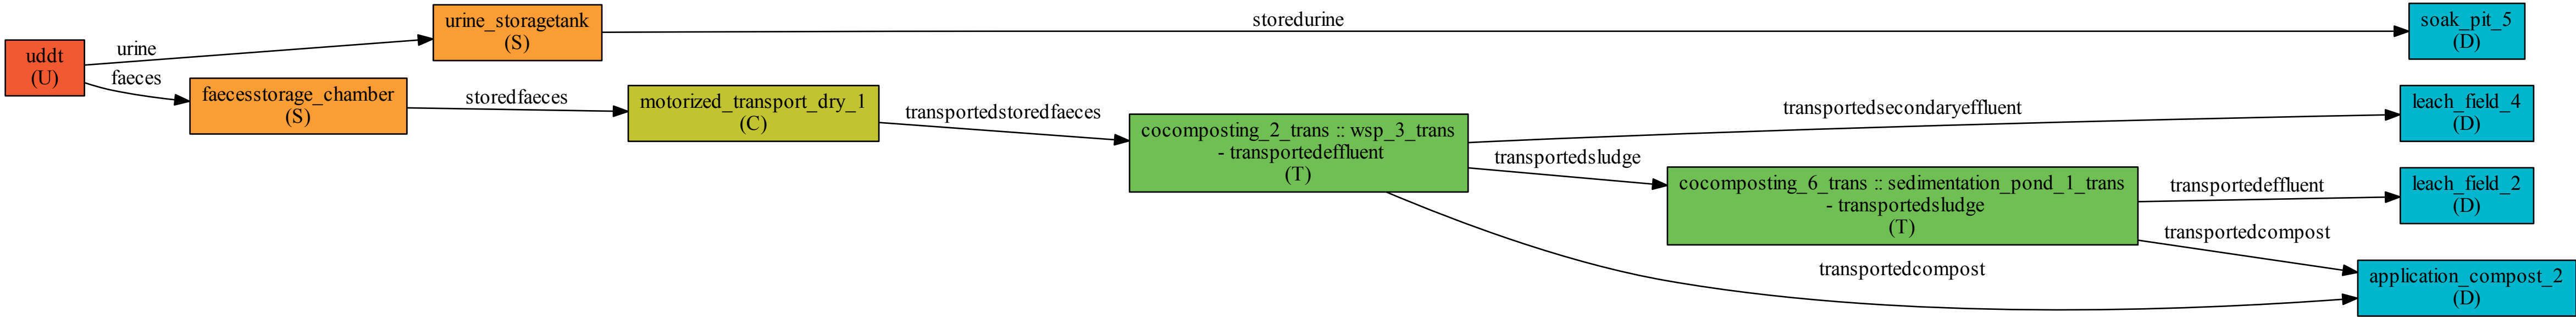 uddt
(U)
urine
faeces
urine_storagetank
(S)
faecesstorage_chamber
(S)
storedurine
storedfaeces
motorized_transport_dry_1
(C)
transportedstoredfaeces
cocomposting_2_trans :: wsp_3_trans
- transportedeffluent
(T)
transportedsecondaryeffluent
transportedsludge
transportedcompost
cocomposting_6_trans :: sedimentation_pond_1_trans
- transportedsludge
(T)
transportedeffluent
transportedcompost
soak_pit_5
(D)
leach_field_4
(D)
leach_field_2
(D)
application_compost_2
(D)